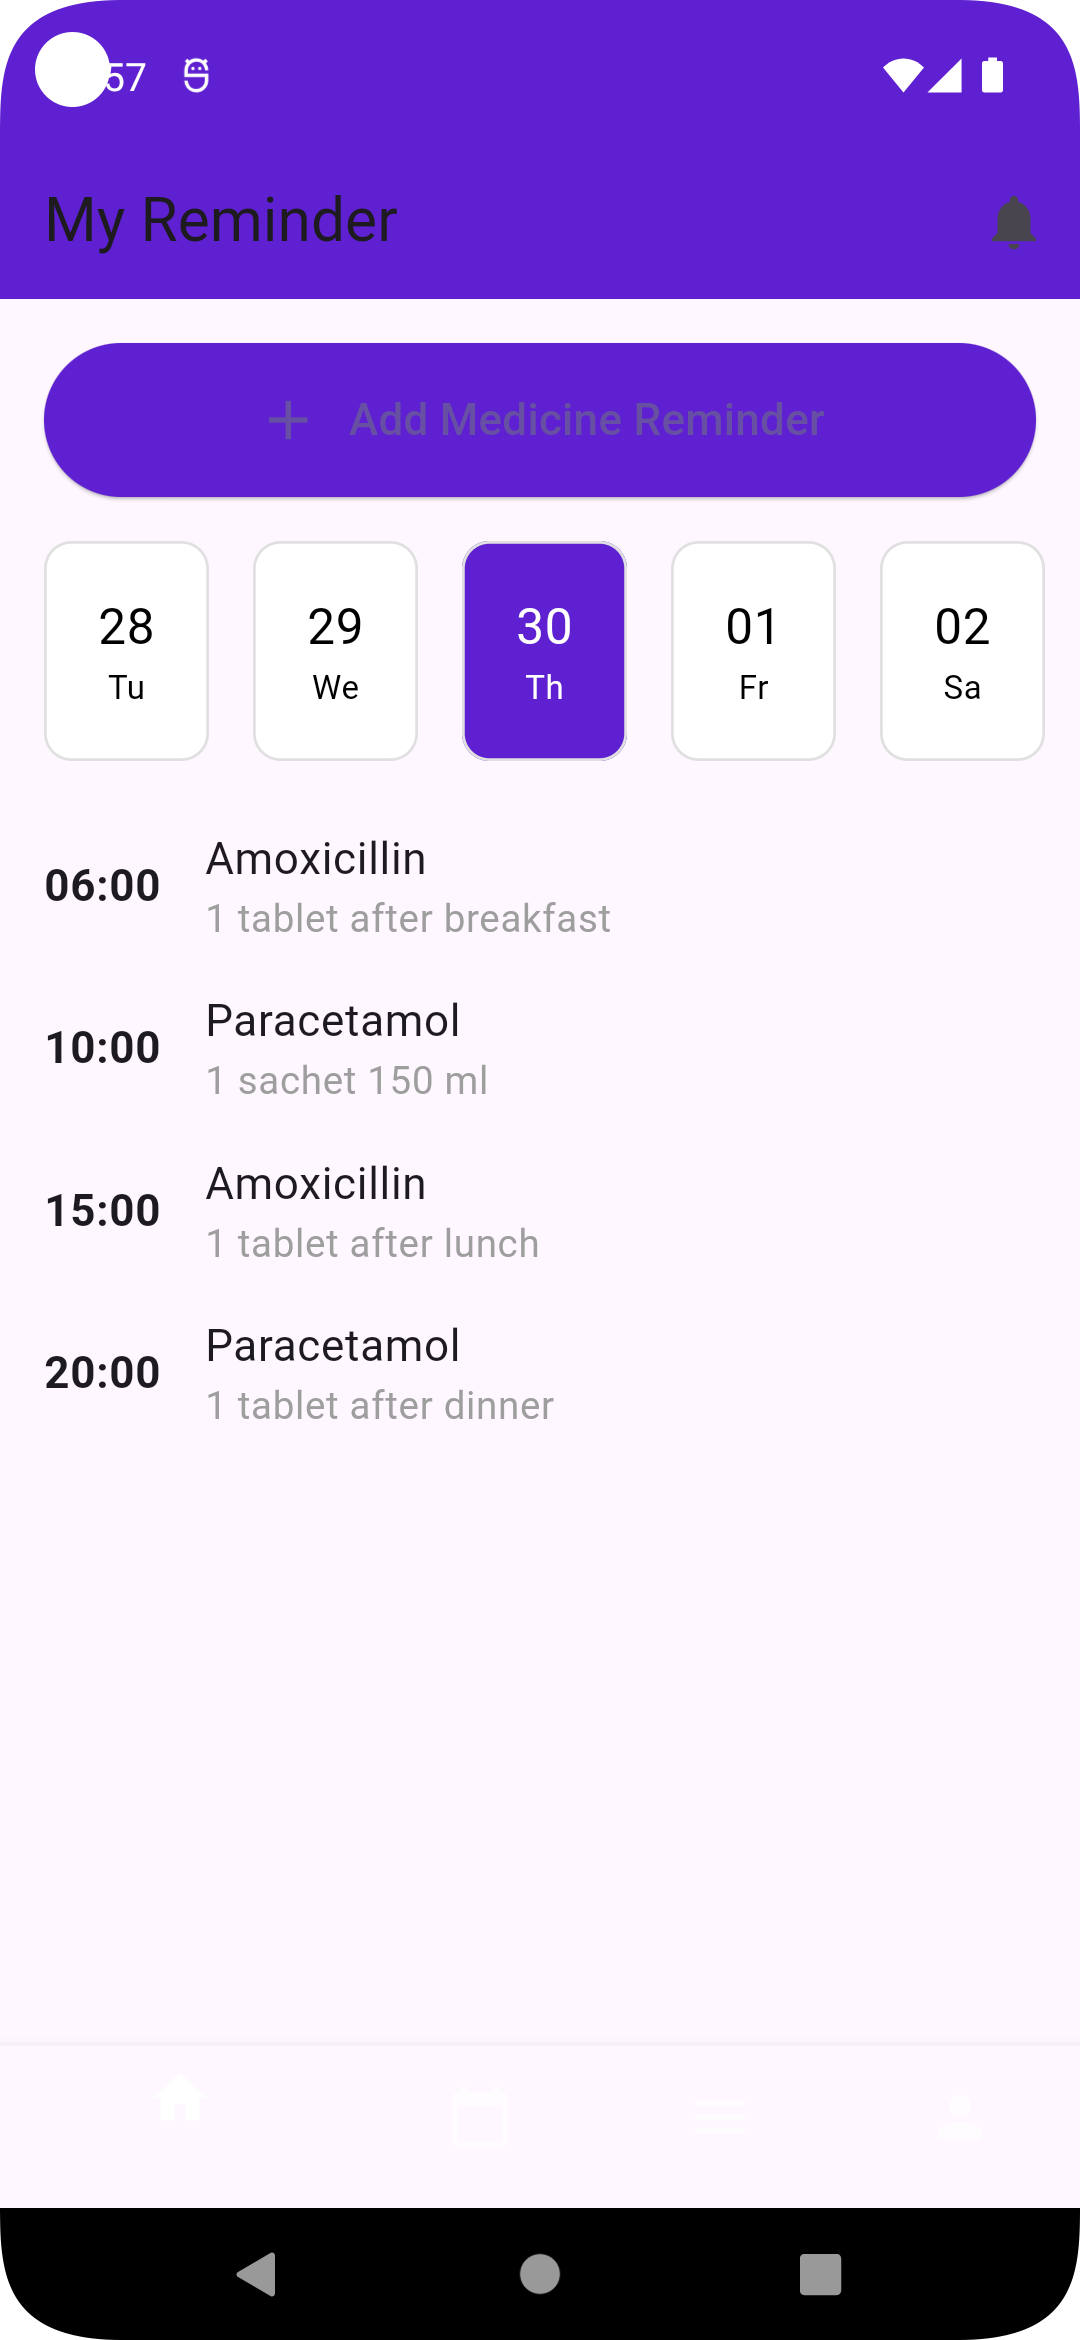 57
My Reminder
Add Medicine Reminder
28 29 30 01 02
Tu We Th Fr Sa
06:00 Amoxicillin
1 tablet after breakfast
10:00 Paracetamol
1 sachet 150 ml
15:00 Amoxicillin
1 tablet after lunch
20:00 Paracetamol
1 tablet after dinner